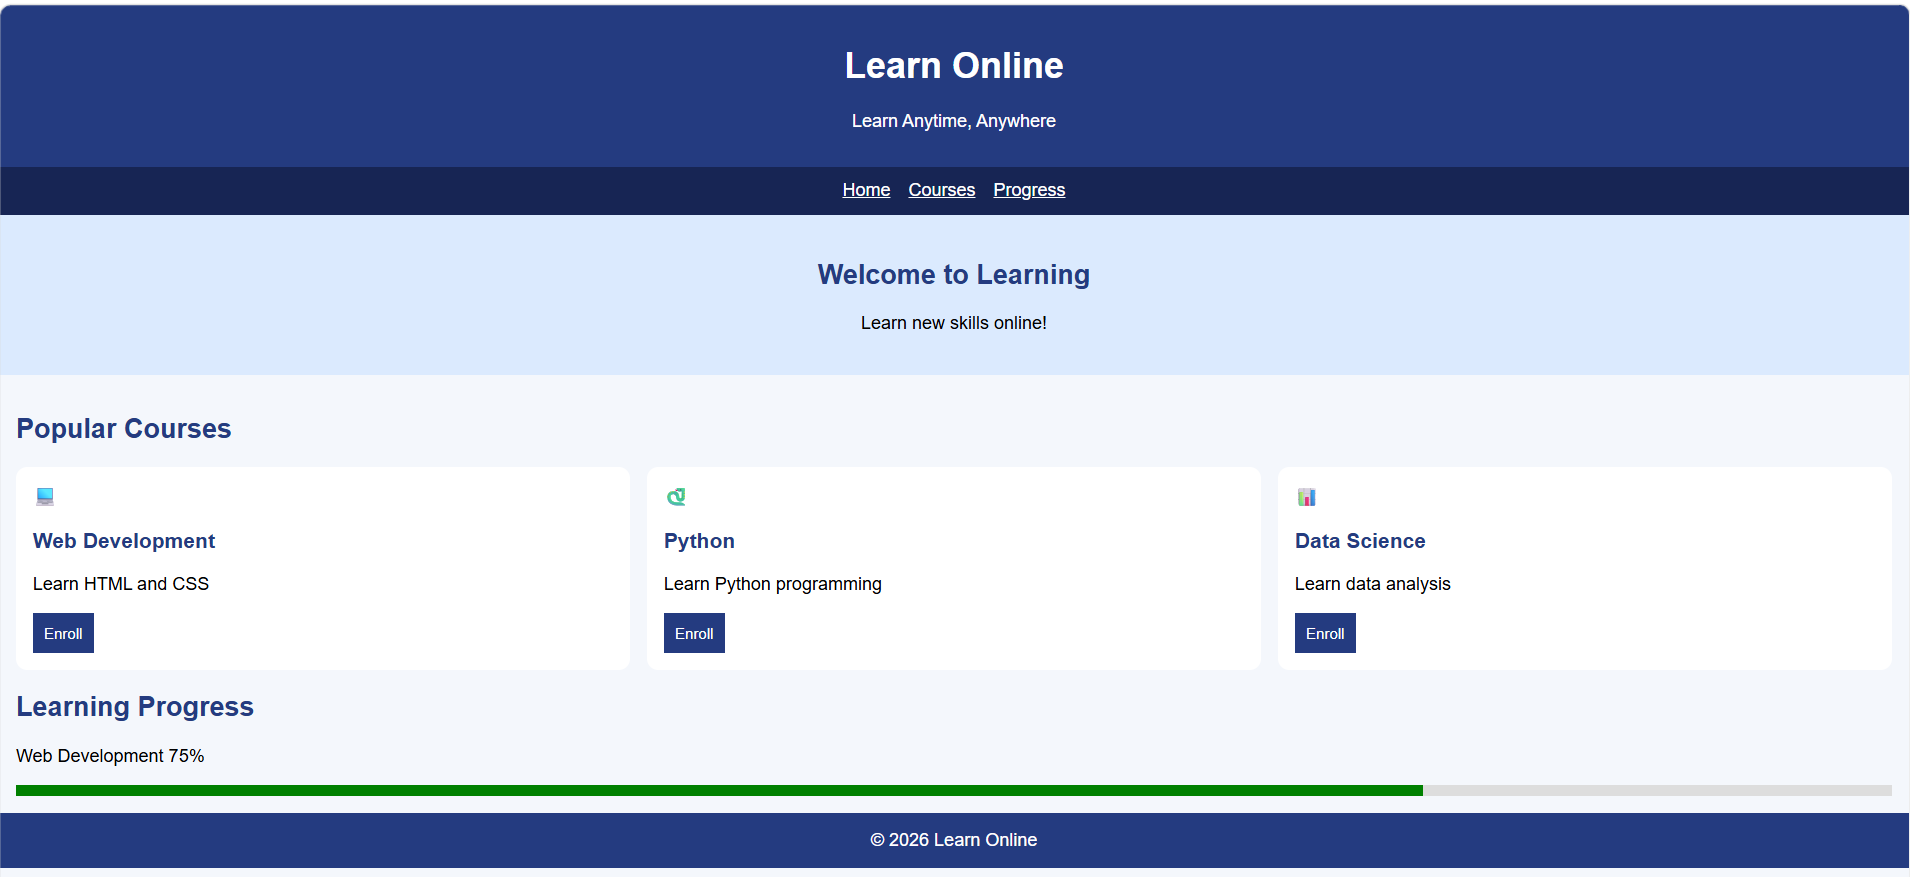 Learn Online
Learn Anytime, Anywhere
Home Courses Progress
Welcome to Learning
Learn new skills online!
Popular Courses
Web Development
Learn HTML and CSS
Enroll
Python
Learn Python programming
Enroll
Data Science
Learn data analysis
Enroll
Learning Progress
Web Development 75%
© 2026 Learn Online